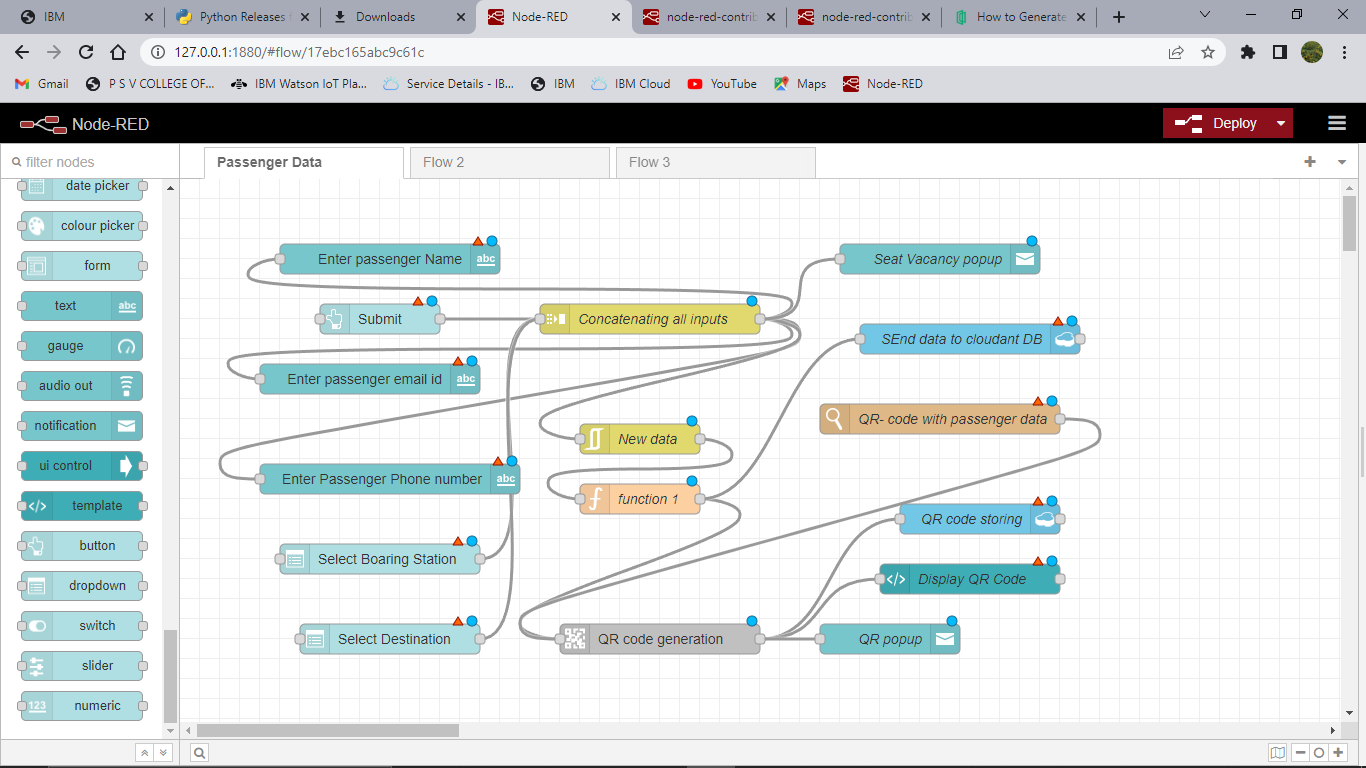 IBM
Python Releases f
Downloads
Node-RED
node-red-contrib
node-red-contrib
How to Generate
127.0.0.1:1880/#flow/17ebc165abc9c61c
Gmail
P S V COLLEGE OF...
IBM Watson IoT Pla...
Service Details - IB...
IBM
IBM Cloud
YouTube
Maps
Node-RED
Node-RED
Deploy
filter nodes
Passenger Data
Flow 2
Flow 3
date picker
colour picker
form
text
abc
gauge
audio out
notification
ui control
template
button
dropdown
switch
slider
123
numeric
Enter passenger Name
abc
Seat Vacancy popup
Submit
Concatenating all inputs
SEnd data to cloudant DB
Enter passenger email id
abc
QR- code with passenger data
New data
Enter Passenger Phone number
abc
function 1
QR code storing
Select Boaring Station
Display QR Code
Select Destination
QR code generation
QR popup